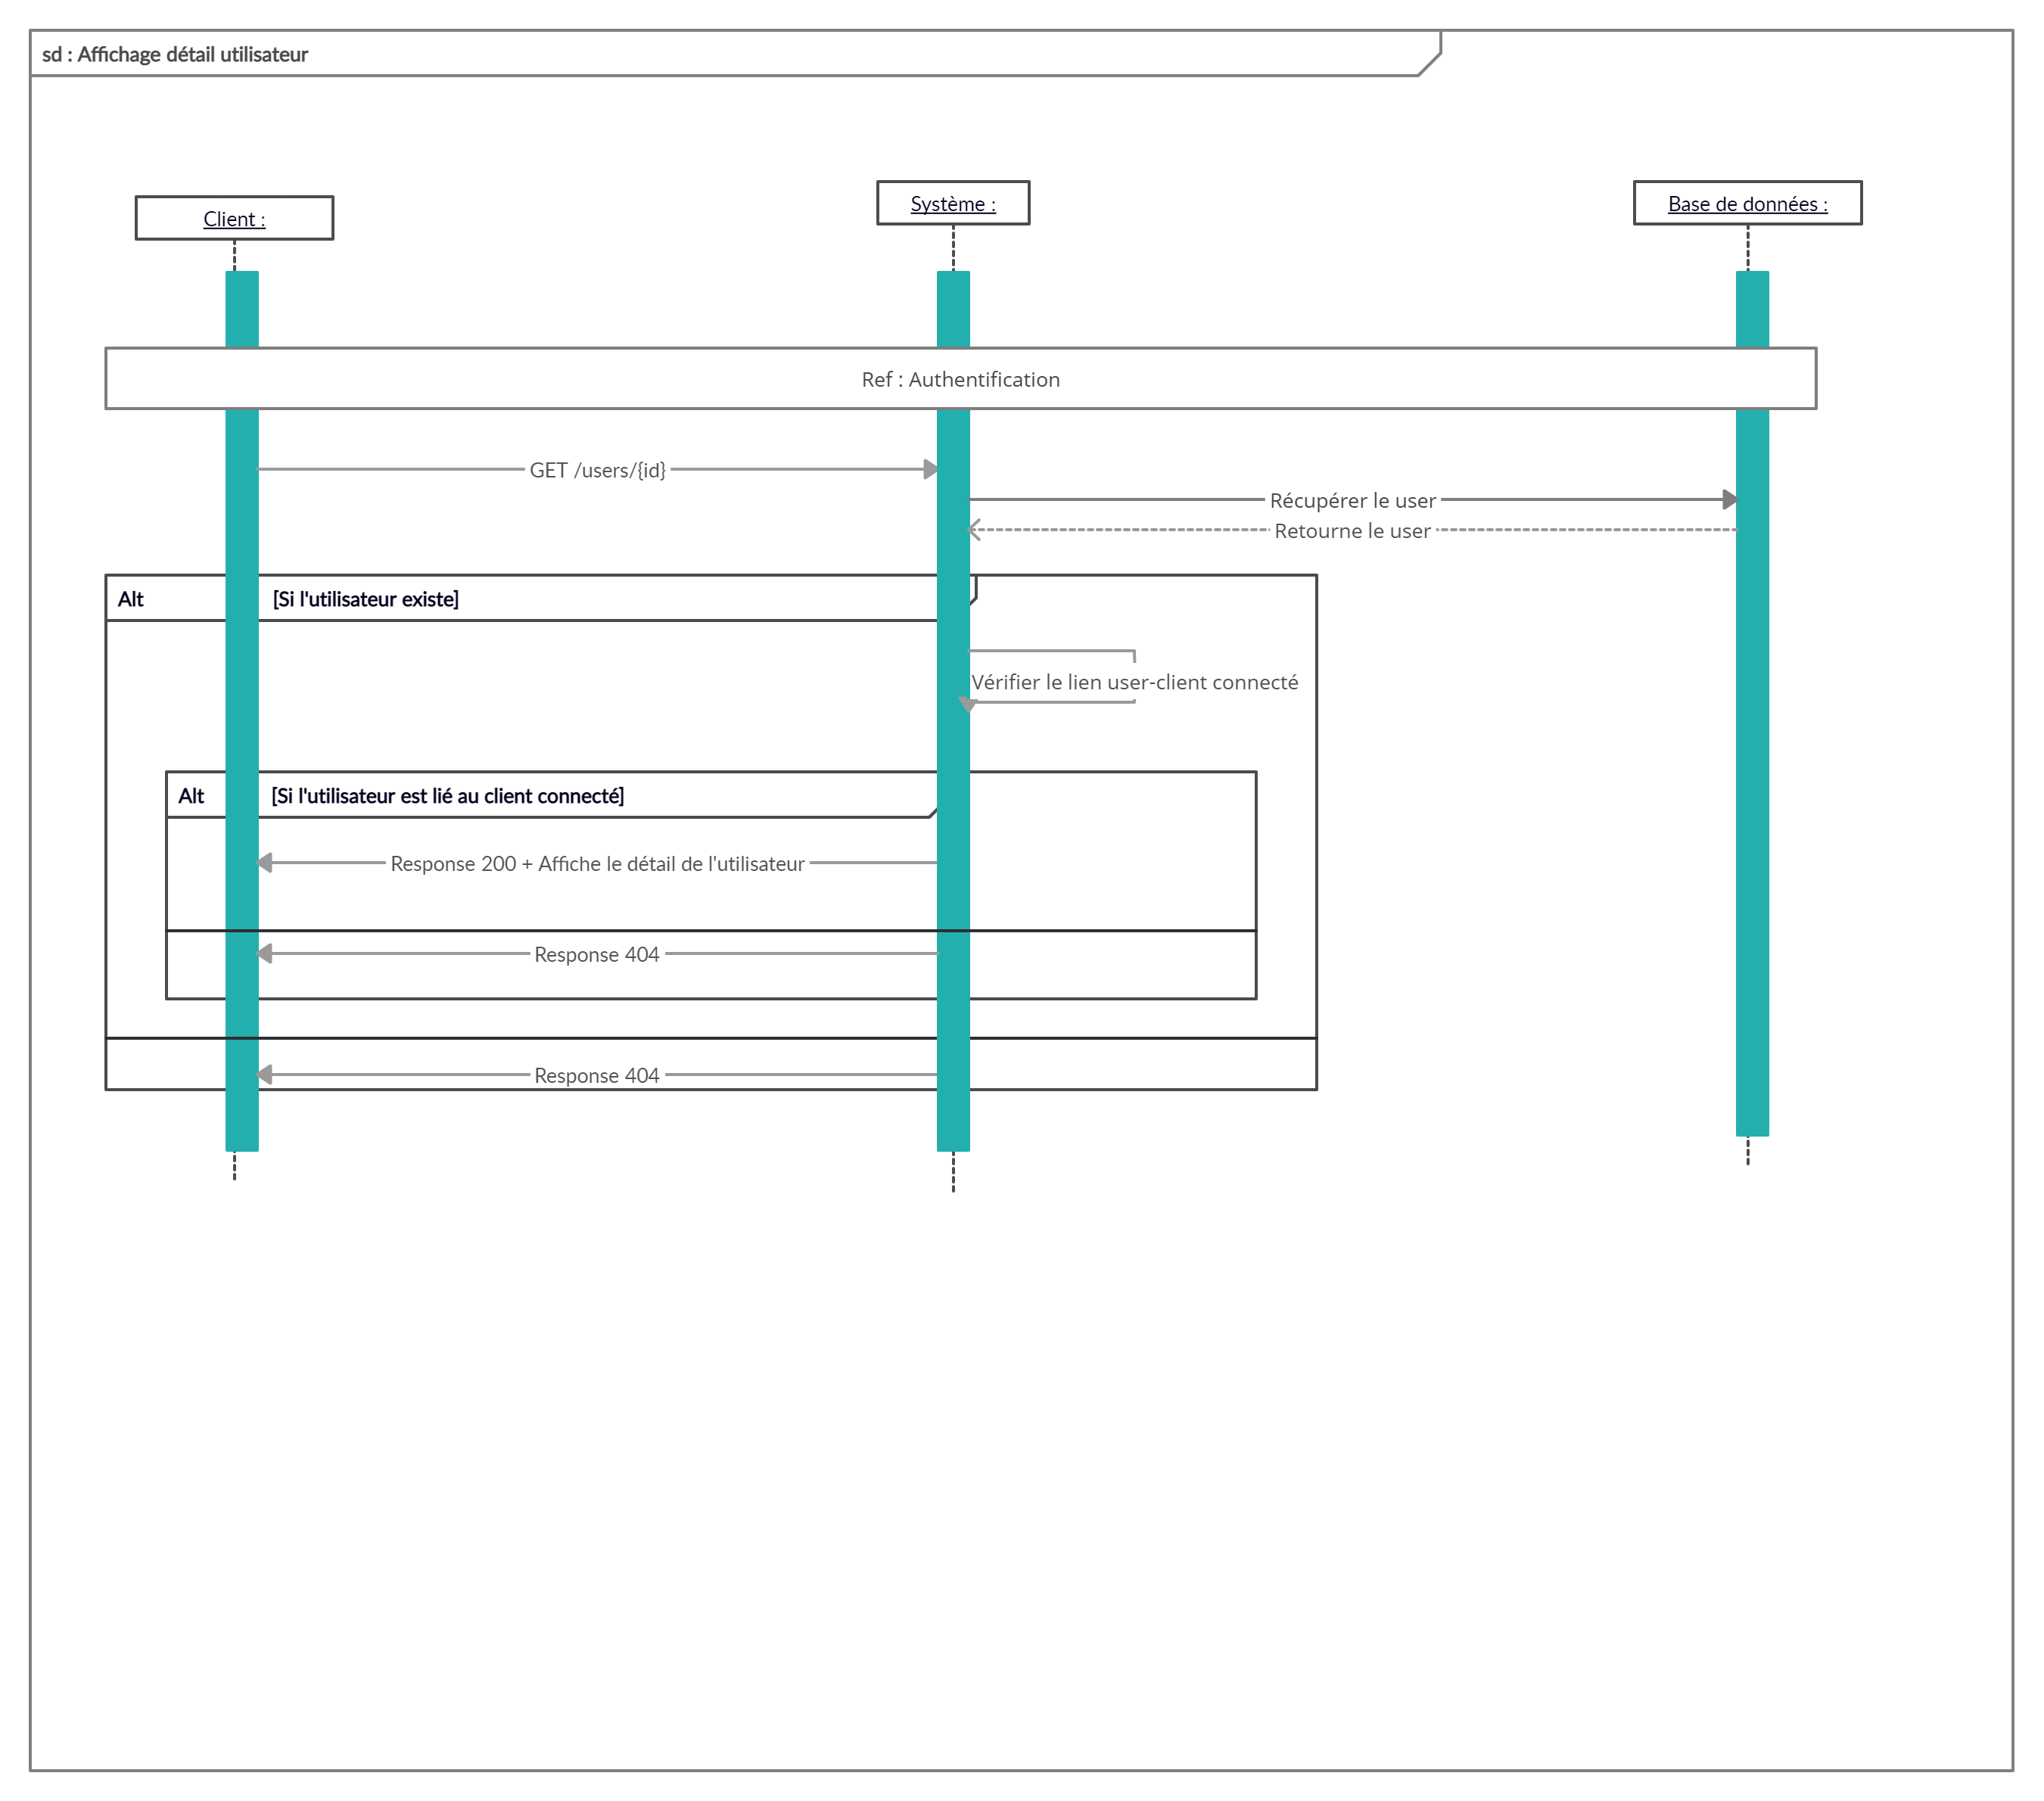 sd : Affichage détail utilisateur
Client :
Système :
Base de données :
Ref : Authentification
GET /users/{id}
Récupérer le user
Retourne le user
Alt [Si l'utilisateur existe]
Vérifier le lien user-client connecté
Alt [Si l'utilisateur est lié au client connecté]
Response 200 + Affiche le détail de l'utilisateur
Response 404
Response 404